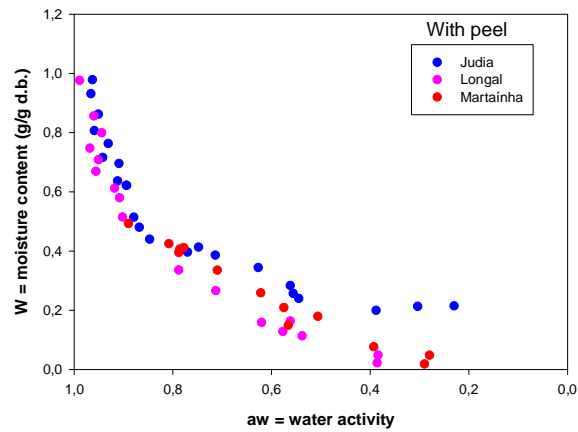 With peel
Judia
Longal
Martaínha
W = moisture content (g/g d.b.)
1,2
1,0
0,8
0,6
0,4
0,2
0,0
1,0 0,8 0,6 0,4 0,2 0,0
aw = water activity